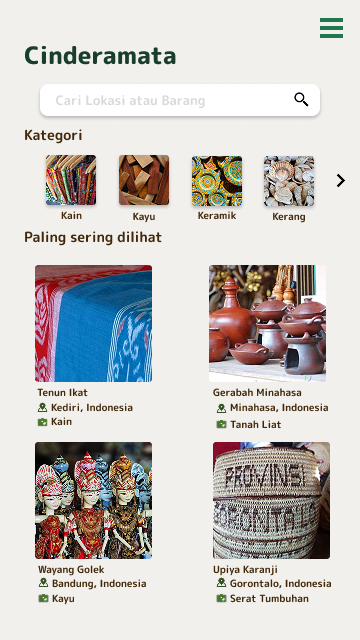 Cinderamata
Cari Lokasi atau Barang
Kategori
Kain
Kayu
Keramik
Kerang
Paling sering dilihat
Tenun Ikat
Kediri, Indonesia
Kain
Gerabah Minahasa
Minahasa, Indonesia
Tanah Liat
PROVINSI
GORONTALO
Wayang Golek
Bandung, Indonesia
Kayu
Upiya Karanji
Gorontalo, Indonesia
Serat Tumbuhan